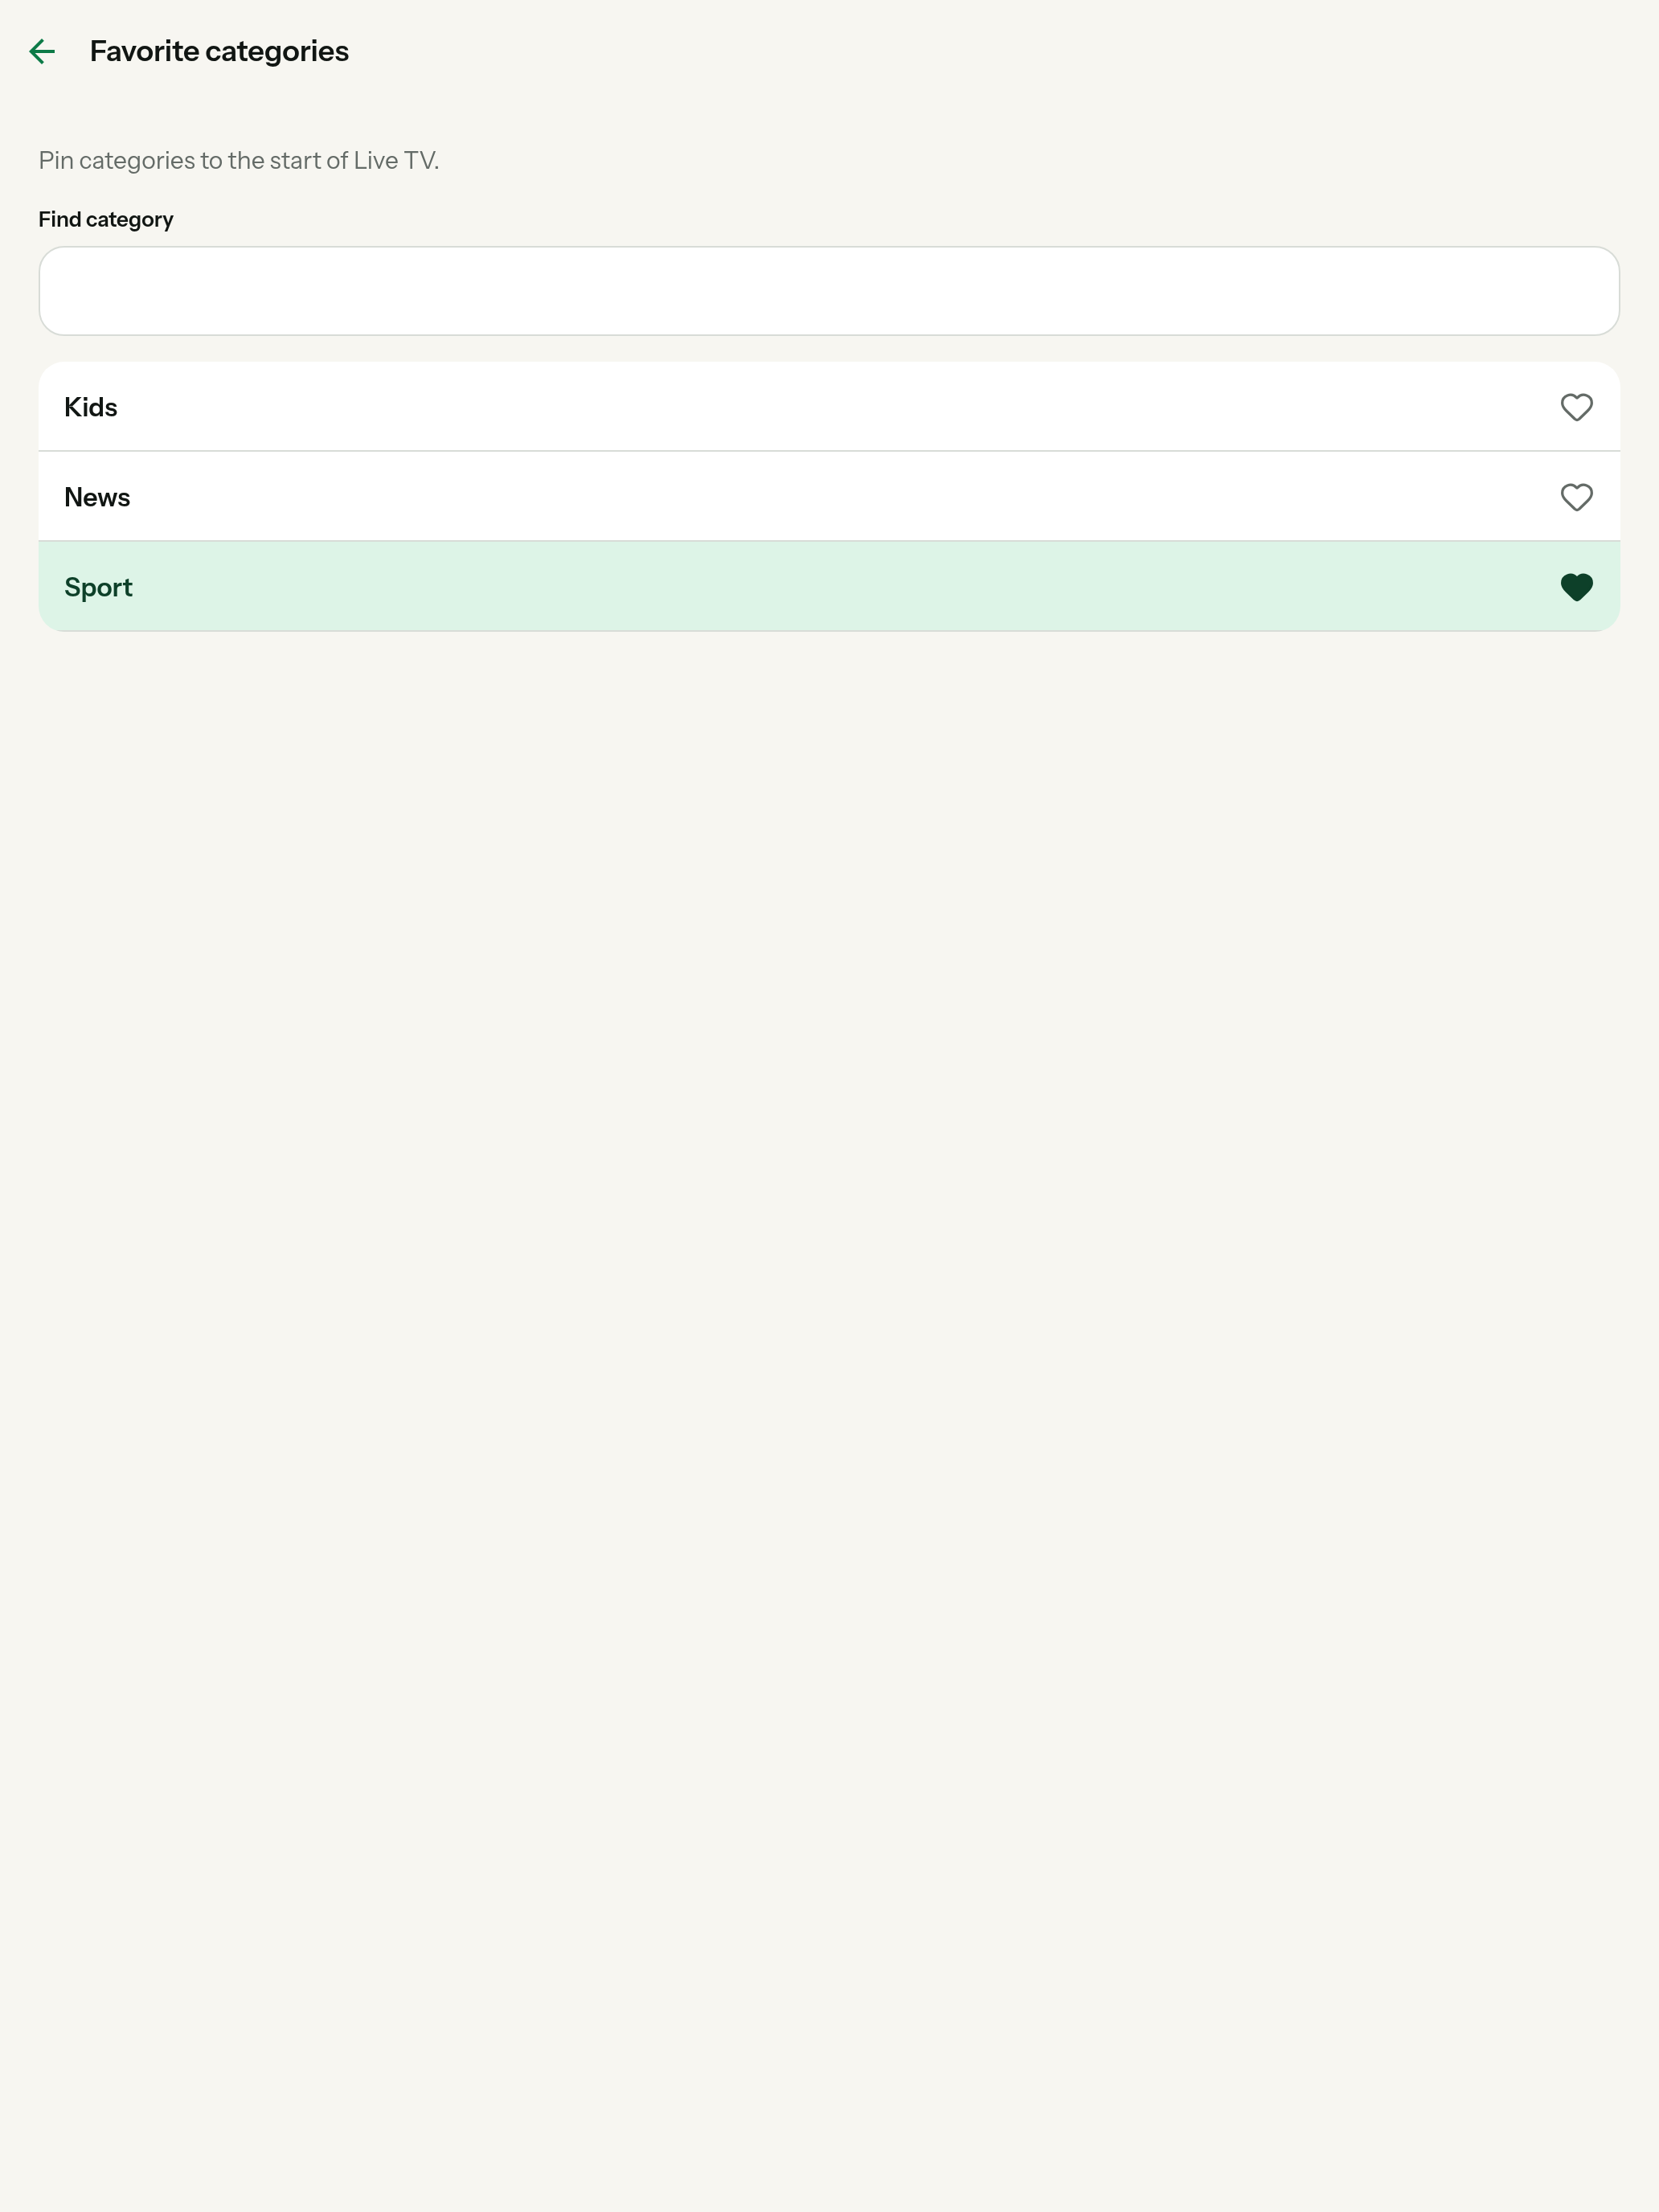 Favorite categories
Pin categories to the start of Live TV.
Find category
Kids
News
Sport